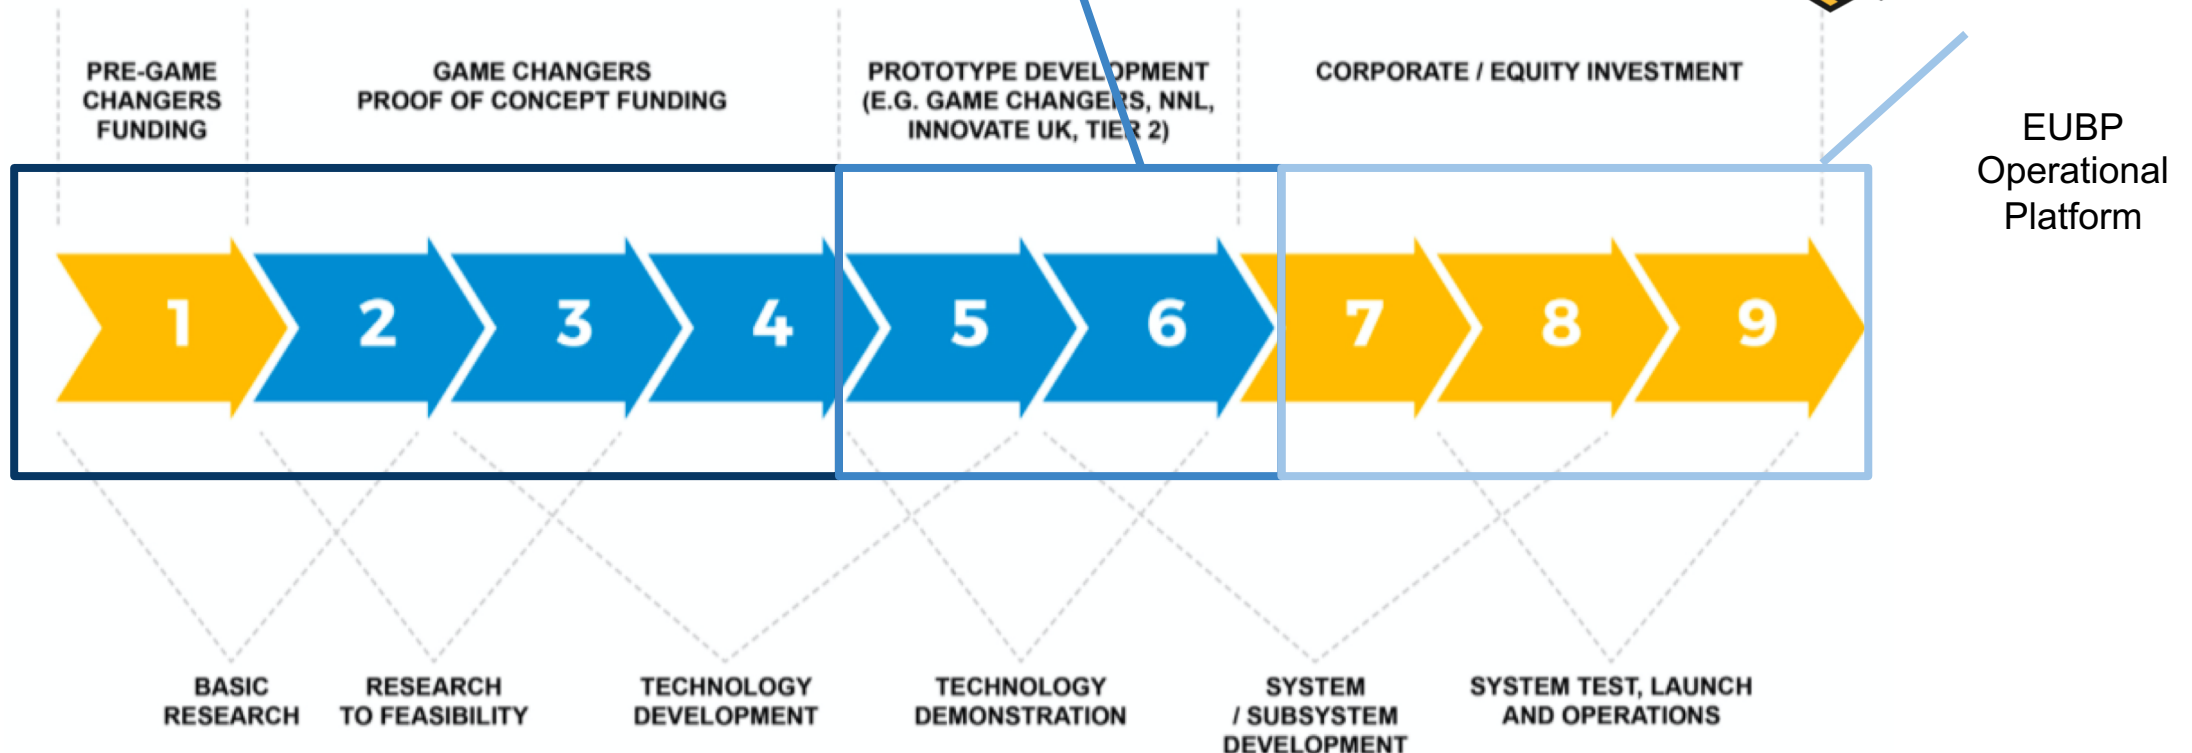 PRE-GAME
CHANGERS
FUNDING
GAME CHANGERS
PROOF OF CONCEPT FUNDING
PROTOTYPE DEVELOPMENT
(E.G. GAME CHANGERS, NNL,
INNOVATE UK, TIER 2)
CORPORATE / EQUITY INVESTMENT
EUBP
Operational
Platform
1
2
3
4
5
6
7
8
9
BASIC
RESEARCH
RESEARCH
TO FEASIBILITY
TECHNOLOGY
DEVELOPMENT
TECHNOLOGY
DEMONSTRATION
SYSTEM
/ SUBSYSTEM
DEVELOPMENT
SYSTEM TEST, LAUNCH
AND OPERATIONS